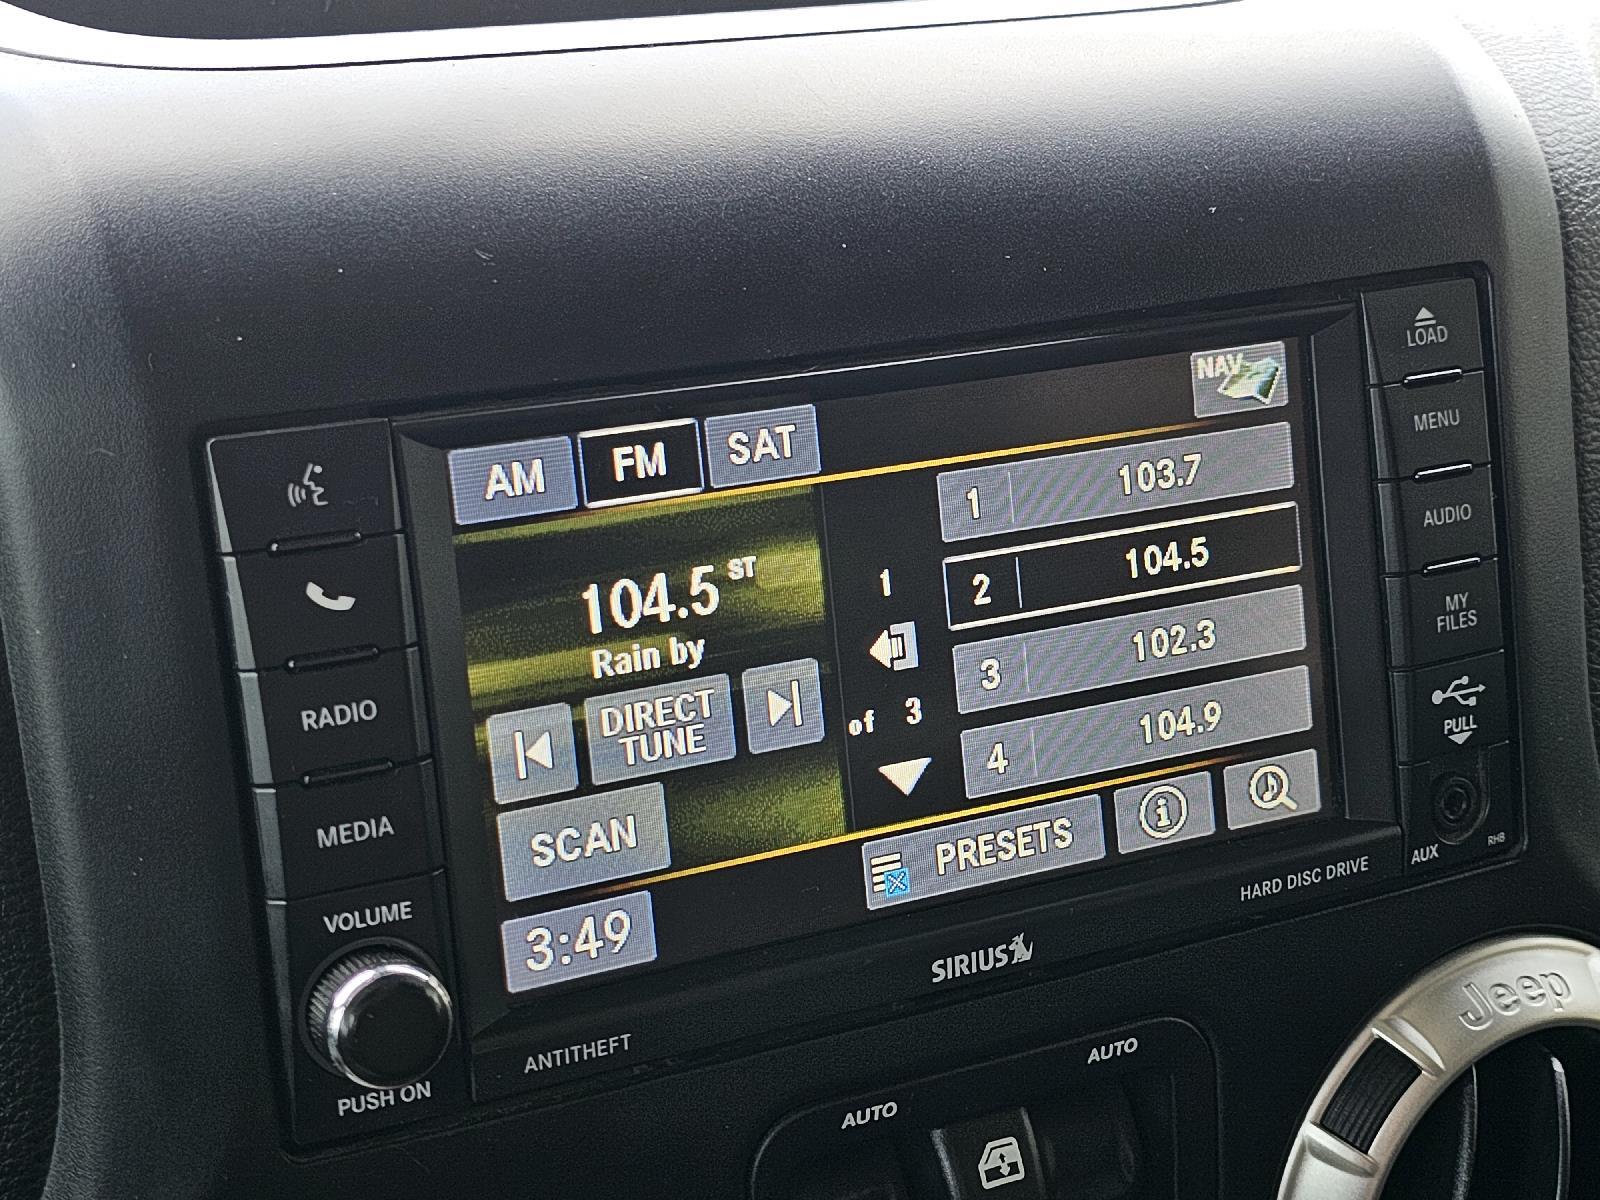 AM
FM
SAT
NAV
104.5 ST
Rain by
DIRECT
TUNE
SCAN
3:49
1
of 3
1 103.7
2 104.5
3 102.3
4 104.9
PRESETS
i
RADIO
MEDIA
VOLUME
PUSH ON
LOAD
MENU
AUDIO
MY
FILES
PULL
AUX
RHB
HARD DISC DRIVE
SIRIUS
ANTITHEFT
AUTO
AUTO
Jeep